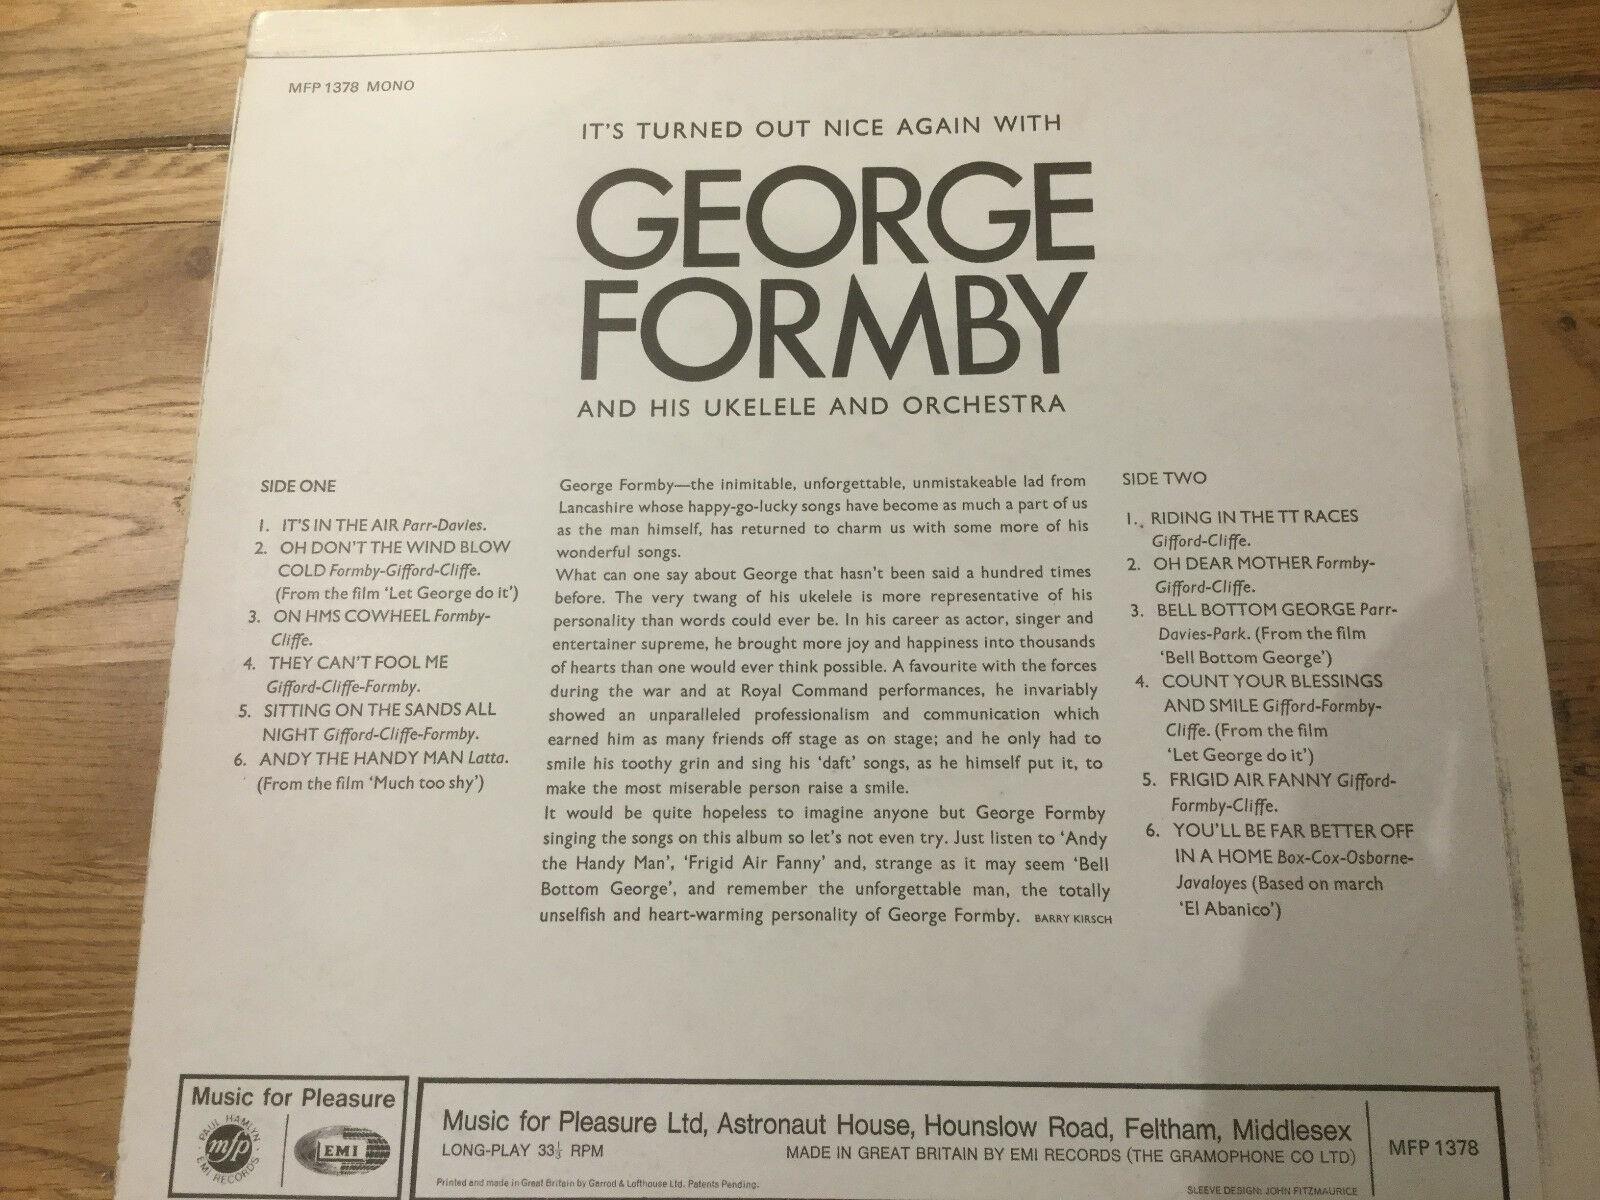 MFP 1378 MONO
IT'S TURNED OUT NICE AGAIN WITH
GEORGE
FORMBY
AND HIS UKELELE AND ORCHESTRA
SIDE ONE
1. IT'S IN THE AIR Parr-Davies.
2. OH DON'T THE WIND BLOW
COLD Formby-Gifford-Cliffe.
(From the film 'Let George do it')
3. ON HMS COWHEEL Formby-
Cliffe.
4. THEY CAN'T FOOL ME
Gifford-Cliffe-Formby.
5. SITTING ON THE SANDS ALL
NIGHT Gifford-Cliffe-Formby.
6. ANDY THE HANDY MAN Latta.
(From the film 'Much too shy')
George Formby—the inimitable, unforgettable, unmistakeable lad from
Lancashire whose happy-go-lucky songs have become as much a part of us
as the man himself, has returned to charm us with some more of his
wonderful songs.
What can one say about George that hasn't been said a hundred times
before. The very twang of his ukelele is more representative of his
personality than words could ever be. In his career as actor, singer and
entertainer supreme, he brought more joy and happiness into thousands
of hearts than one would ever think possible. A favourite with the forces
during the war and at Royal Command performances, he invariably
showed an unparalleled professionalism and communication which
earned him as many friends off stage as on stage; and he only had to
smile his toothy grin and sing his 'daft' songs, as he himself put it, to
make the most miserable person raise a smile.
It would be quite hopeless to imagine anyone but George Formby
singing the songs on this album so let's not even try. Just listen to 'Andy
the Handy Man', 'Frigid Air Fanny' and, strange as it may seem 'Bell
Bottom George', and remember the unforgettable man, the totally
unselfish and heart-warming personality of George Formby. BARRY KIRSCH
SIDE TWO
1. RIDING IN THE TT RACES
Gifford-Cliffe.
2. OH DEAR MOTHER Formby-
Gifford-Cliffe.
3. BELL BOTTOM GEORGE Parr-
Davies-Park. (From the film
'Bell Bottom George')
4. COUNT YOUR BLESSINGS
AND SMILE Gifford-Formby-
Cliffe. (From the film
'Let George do it')
5. FRIGID AIR FANNY Gifford-
Formby-Cliffe.
6. YOU'LL BE FAR BETTER OFF
IN A HOME Box-Cox-Osborne-
Javaloyes (Based on march
'El Abanico')
Music for Pleasure
PAUL HAMLYN
mfp
EMI RECORDS
EMI
Music for Pleasure Ltd, Astronaut House, Hounslow Road, Feltham, Middlesex
LONG-PLAY 33⅓ RPM
MADE IN GREAT BRITAIN BY EMI RECORDS (THE GRAMOPHONE CO LTD)
Printed and made in Great Britain by Garrod & Lofthouse Ltd. Patents Pending.
SLEEVE DESIGN: JOHN FITZMAURICE
MFP 1378